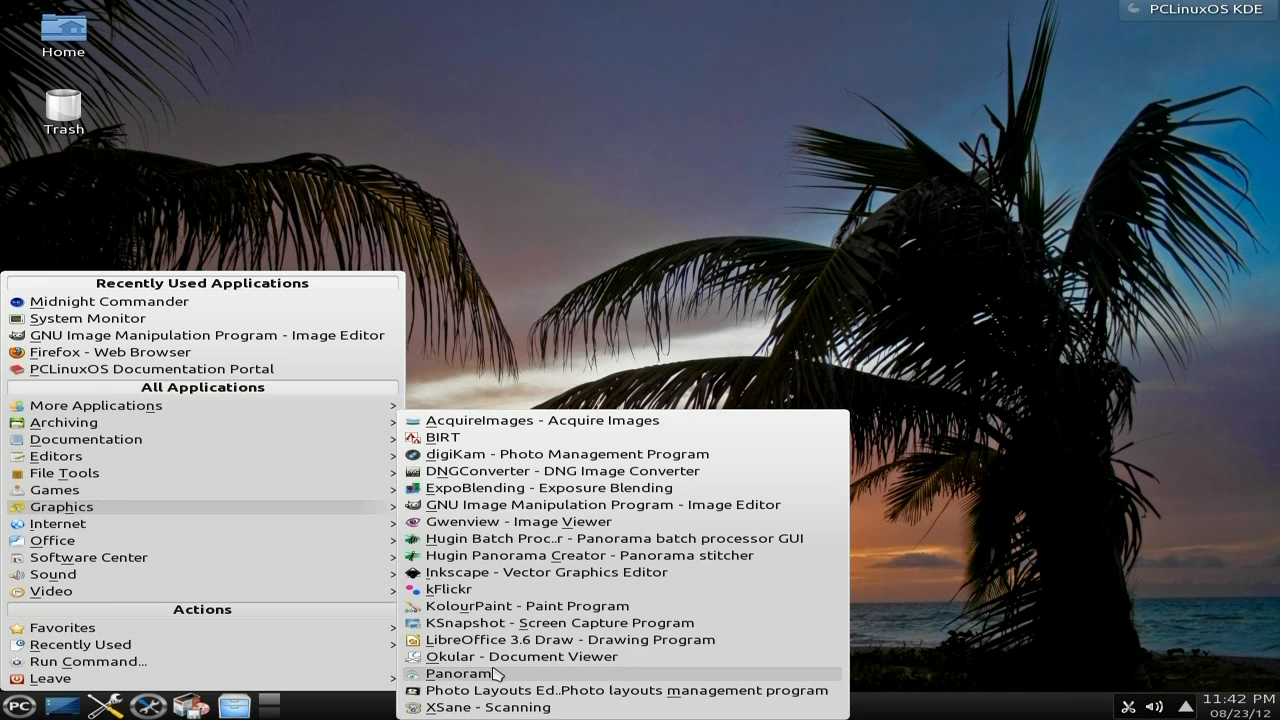 PCLinuxOS KDE
Home
Trash
Recently Used Applications
Midnight Commander
System Monitor
GNU Image Manipulation Program - Image Editor
Firefox - Web Browser
PCLinuxOS Documentation Portal
All Applications
More Applications
Archiving
Documentation
Editors
File Tools
Games
Graphics
Internet
Office
Software Center
Sound
Video
Actions
Favorites
Recently Used
Run Command...
Leave
AcquireImages - Acquire Images
BIRT
digiKam - Photo Management Program
DNGConverter - DNG Image Converter
ExpoBlending - Exposure Blending
GNU Image Manipulation Program - Image Editor
Gwenview - Image Viewer
Hugin Batch Proc..r - Panorama batch processor GUI
Hugin Panorama Creator - Panorama stitcher
Inkscape - Vector Graphics Editor
kFlickr
KolourPaint - Paint Program
KSnapshot - Screen Capture Program
LibreOffice 3.6 Draw - Drawing Program
Okular - Document Viewer
Panoram
Photo Layouts Ed..Photo layouts management program
XSane - Scanning
PC
11:42 PM
08/23/12